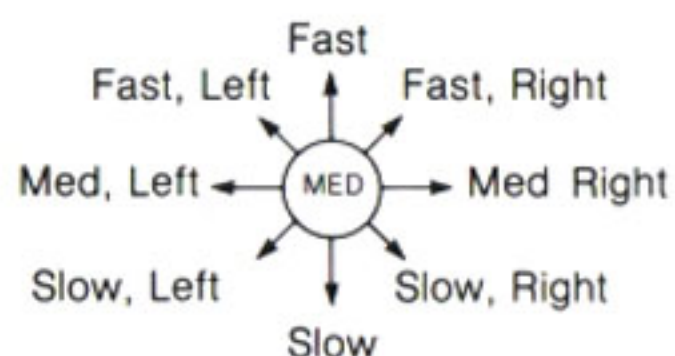 Fast
Fast, Left
Fast, Right
Med, Left
MED
Med Right
Slow, Left
Slow, Right
Slow